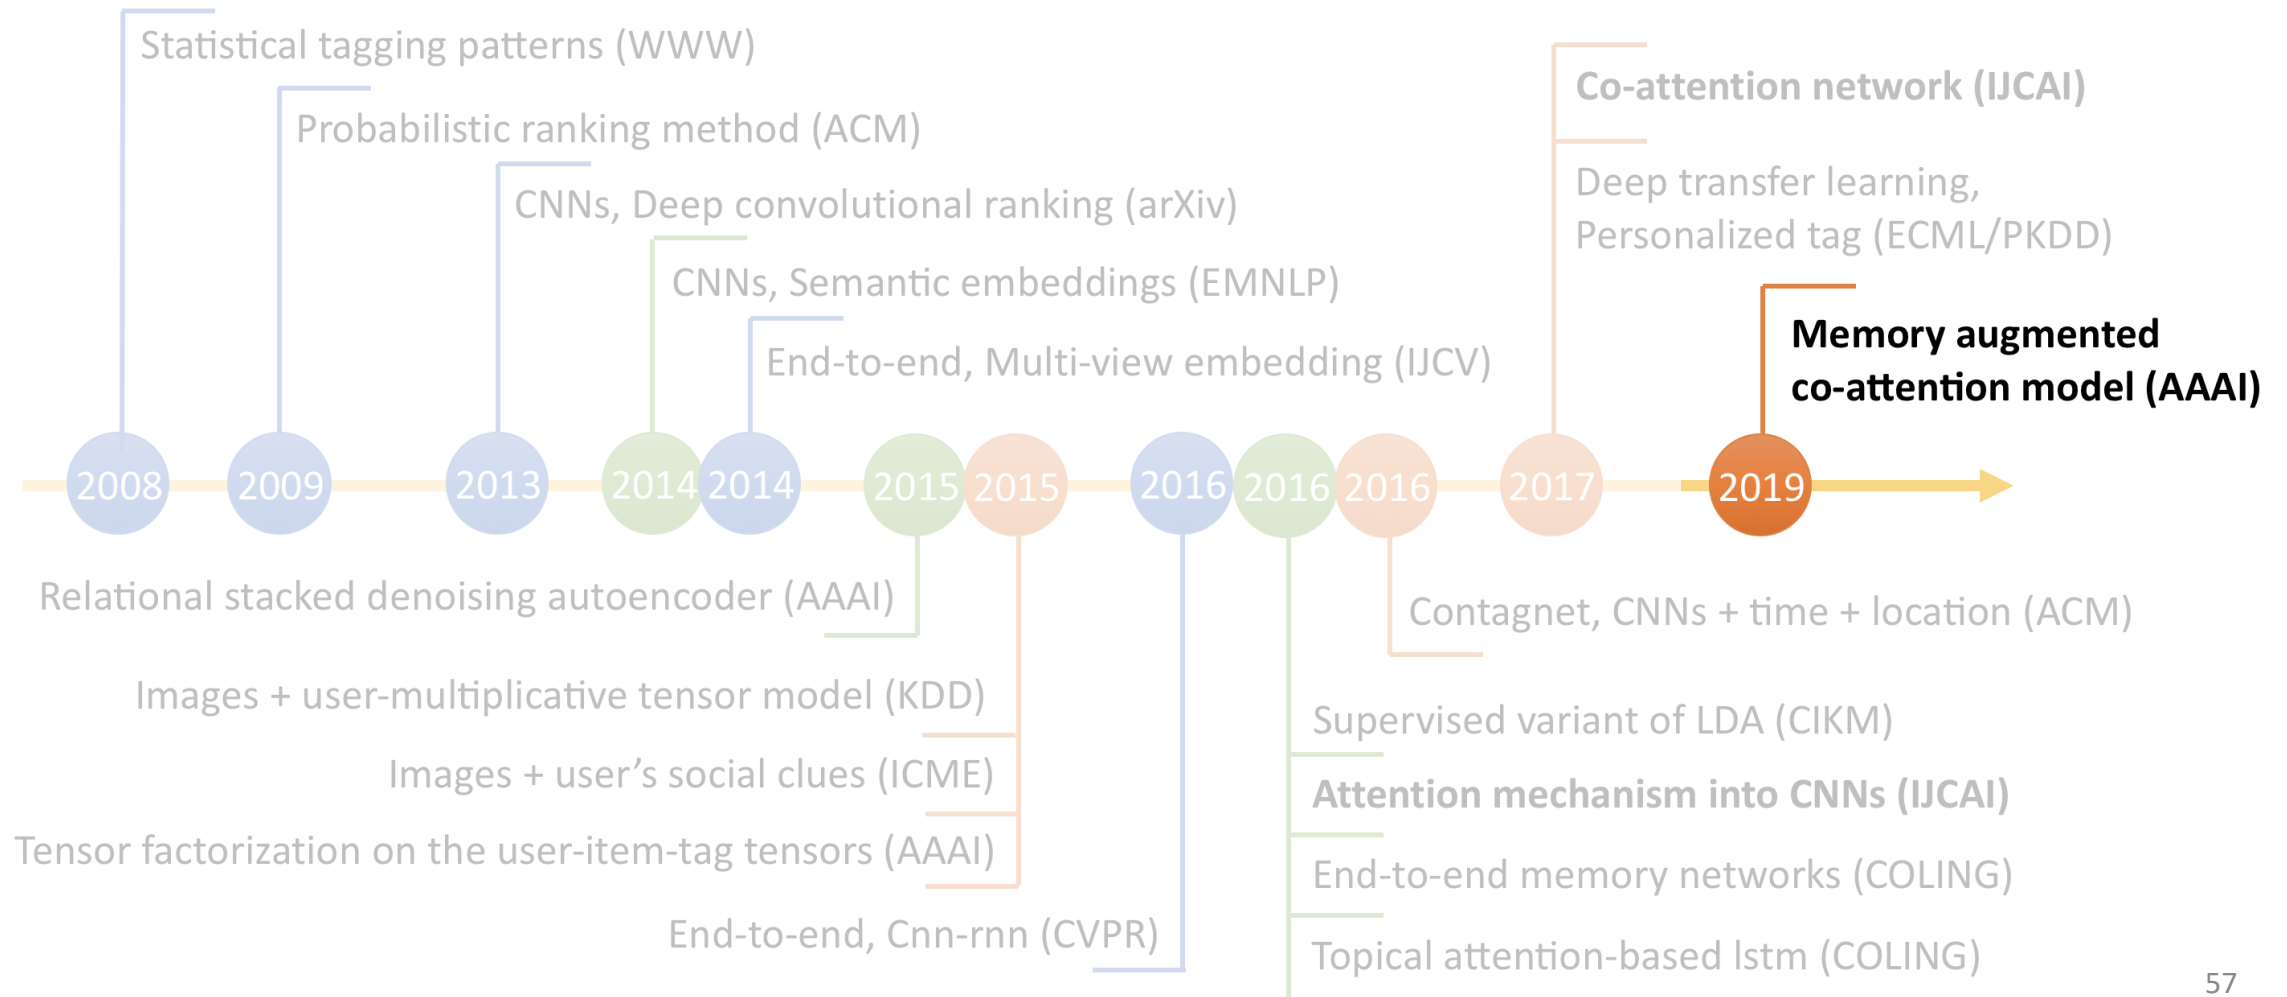 Statistical tagging patterns (WWW)
Probabilistic ranking method (ACM)
CNNs, Deep convolutional ranking (arXiv)
CNNs, Semantic embeddings (EMNLP)
End-to-end, Multi-view embedding (IJCV)
Co-attention network (IJCAI)
Deep transfer learning,
Personalized tag (ECML/PKDD)
Memory augmented
co-attention model (AAAI)
2008
2009
2013
2014
2014
2015
2015
2016
2016
2016
2017
2019
Relational stacked denoising autoencoder (AAAI)
Images + user-multiplicative tensor model (KDD)
Images + user’s social clues (ICME)
Tensor factorization on the user-item-tag tensors (AAAI)
End-to-end, Cnn-rnn (CVPR)
Contagnet, CNNs + time + location (ACM)
Supervised variant of LDA (CIKM)
Attention mechanism into CNNs (IJCAI)
End-to-end memory networks (COLING)
Topical attention-based lstm (COLING)
57